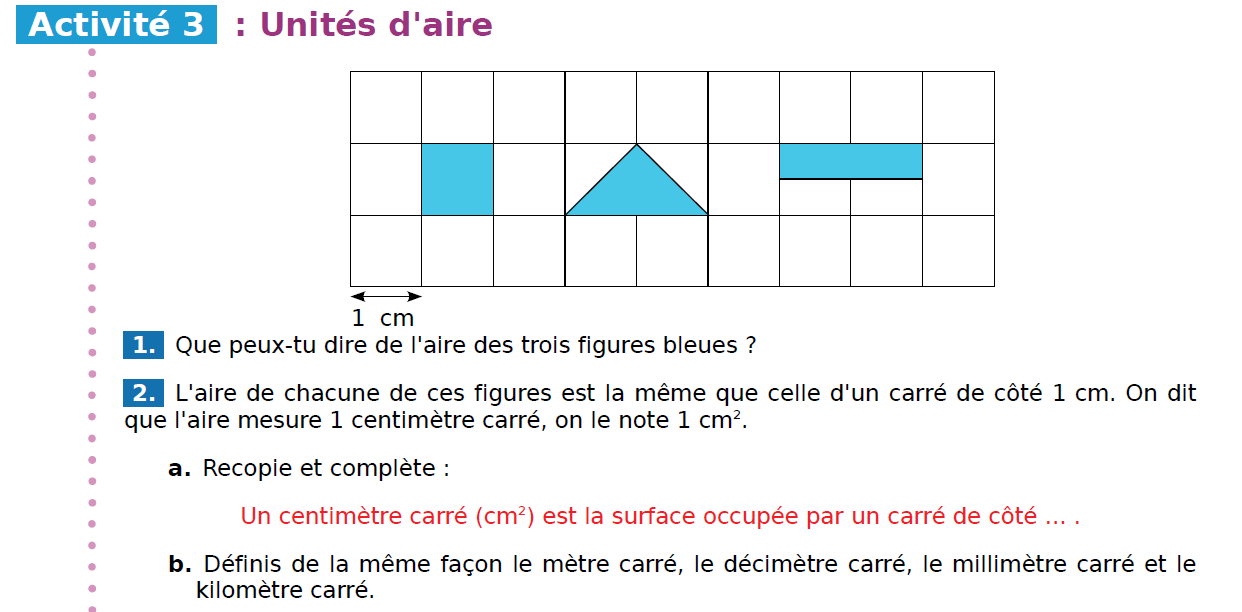 Activité 3 : Unités d'aire
1 cm
1. Que peux-tu dire de l'aire des trois figures bleues ?
2. L'aire de chacune de ces figures est la même que celle d'un carré de côté 1 cm. On dit
que l'aire mesure 1 centimètre carré, on le note 1 cm².
a. Recopie et complète :
Un centimètre carré (cm²) est la surface occupée par un carré de côté ... .
b. Définis de la même façon le mètre carré, le décimètre carré, le millimètre carré et le
kilomètre carré.